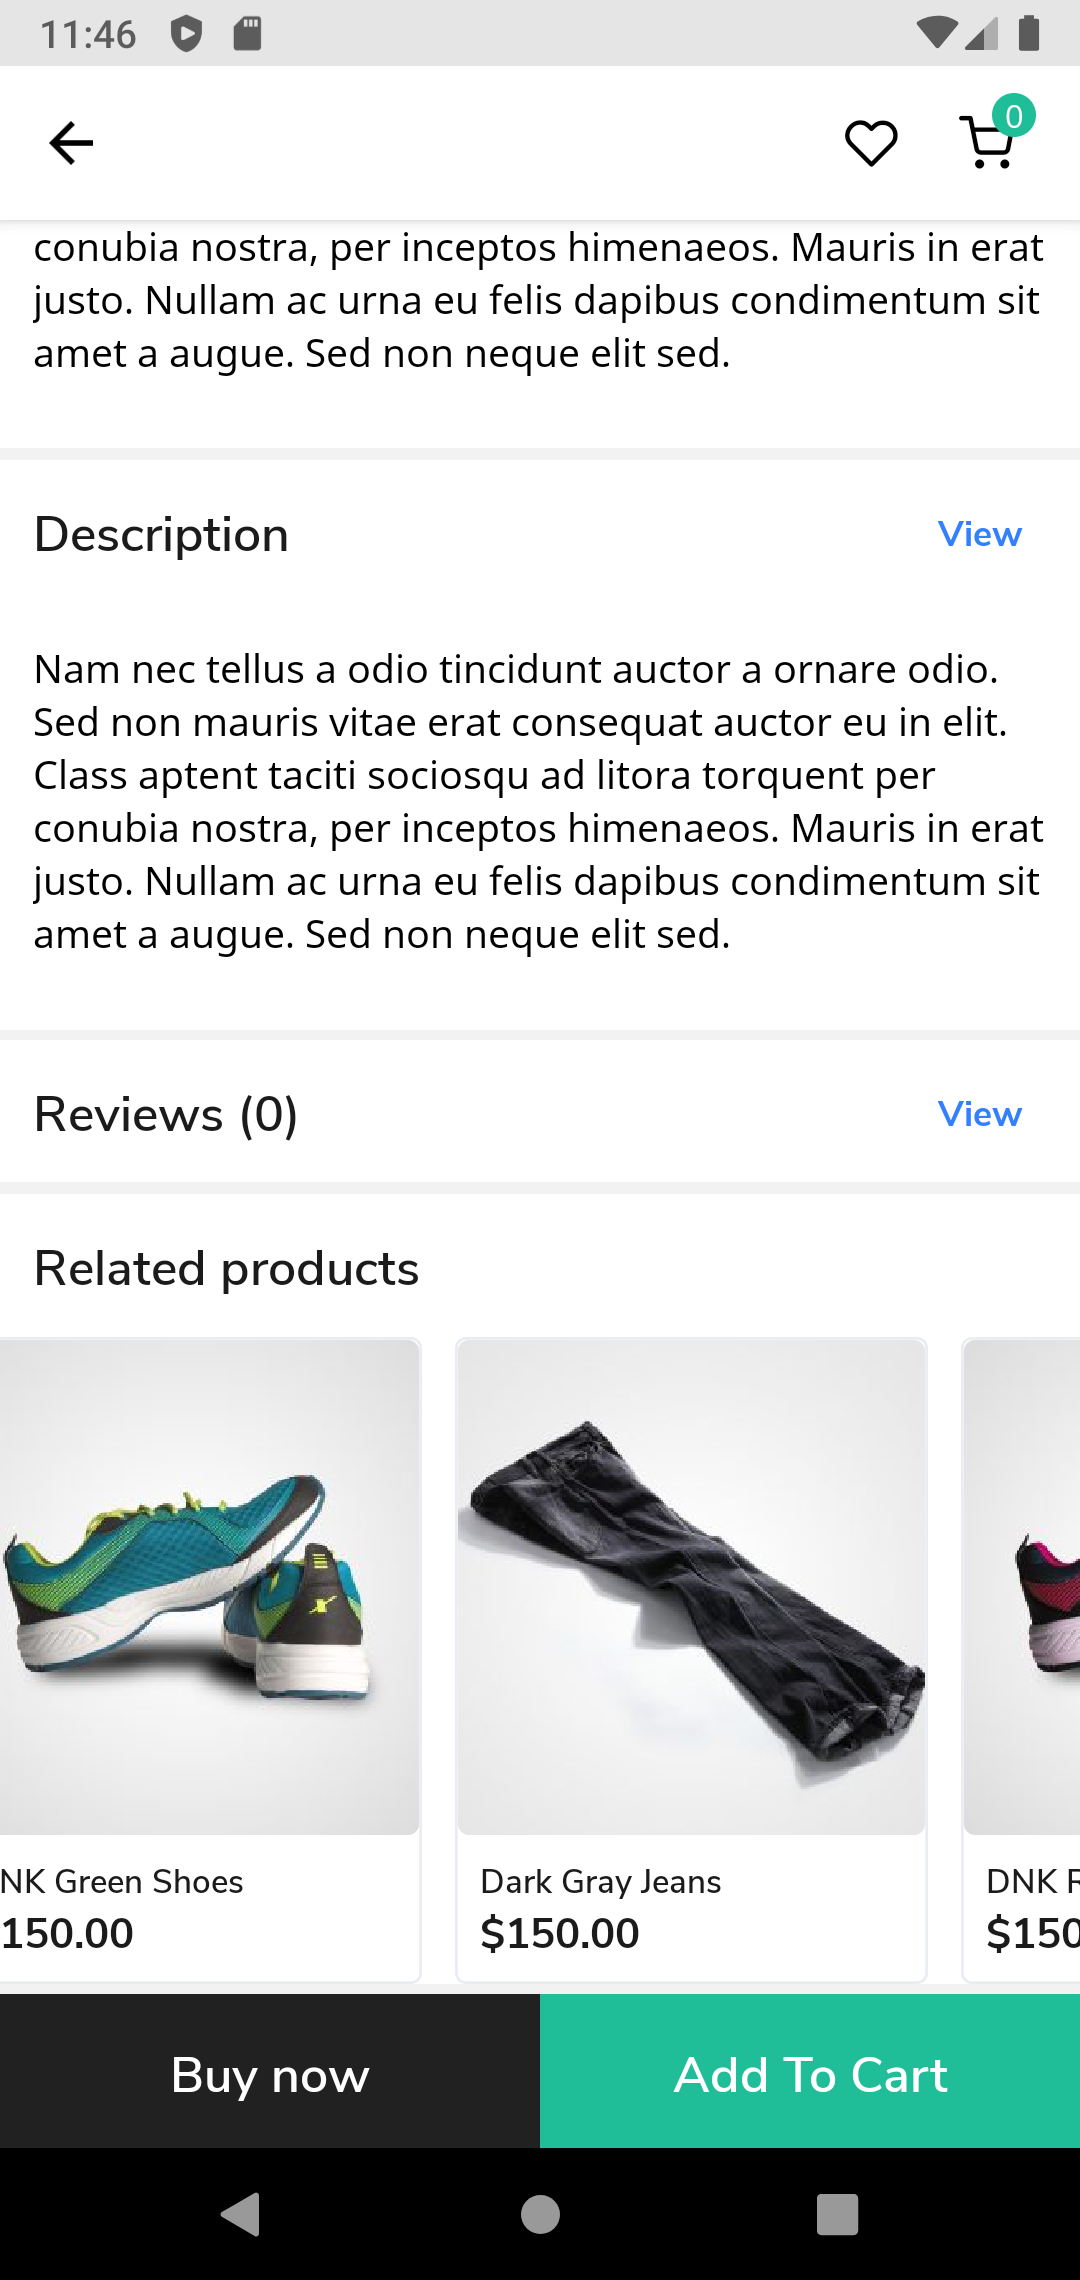 11:46
0
conubia nostra, per inceptos himenaeos. Mauris in erat
justo. Nullam ac urna eu felis dapibus condimentum sit
amet a augue. Sed non neque elit sed.
Description
View
Nam nec tellus a odio tincidunt auctor a ornare odio.
Sed non mauris vitae erat consequat auctor eu in elit.
Class aptent taciti sociosqu ad litora torquent per
conubia nostra, per inceptos himenaeos. Mauris in erat
justo. Nullam ac urna eu felis dapibus condimentum sit
amet a augue. Sed non neque elit sed.
Reviews (0)
View
Related products
NK Green Shoes
150.00
Dark Gray Jeans
$150.00
DNK
$150
Buy now
Add To Cart